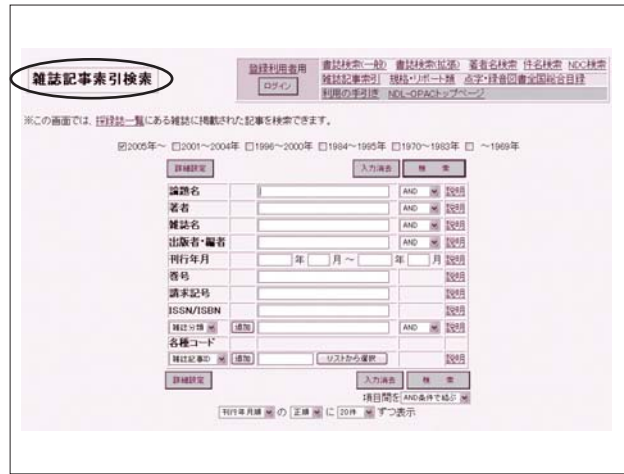 雑誌記事索引検索
登録利用者用
ログイン
書誌検索(一般) 書誌検索(拡張) 著者名検索 件名検索 NDC検索
雑誌記事索引 規格・リポート類 点字・録音図書全国総合目録
利用の手引き NDL-OPACトップページ
※この画面では、採録誌一覧にある雑誌に掲載された記事を検索できます。
2005年~ 2001~2004年 1996~2000年 1984~1995年 1970~1983年 ~1969年
詳細設定 入力消去 検 索
論題名 AND 説明
著者 AND 説明
雑誌名 AND 説明
出版者・編者 AND 説明
刊行年月 年 月~ 年 月 説明
巻号 説明
請求記号 説明
ISSN/ISBN 説明
雑誌分類 追加 AND 説明
各種コード
雑誌記事ID 追加 リストから選択 説明
詳細設定 入力消去 検 索
項目間を AND条件で結ぶ
刊行年月順 の 正順 に 20件 ずつ表示